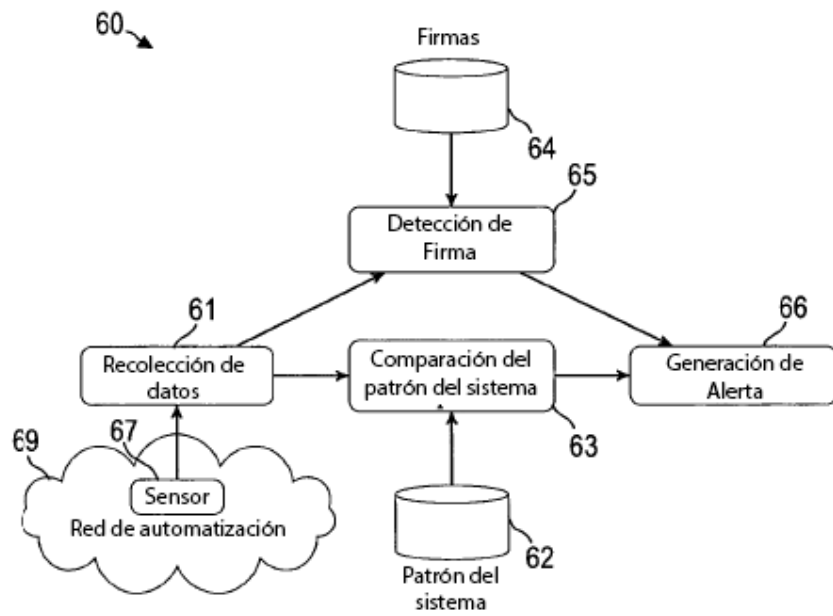 60
Firmas
64
65
Detección de
Firma
61
Recolección de
datos
Comparación del
patrón del sistema
63
66
Generación de
Alerta
69
67
Sensor
Red de automatización
62
Patrón del
sistema